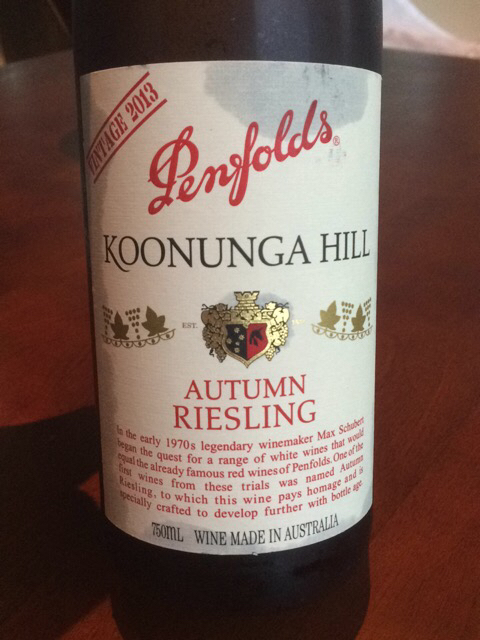 VINTAGE 2013
Penfolds®
KOONUNGA HILL
EST.
AUTUMN
RIESLING
In the early 1970s legendary winemaker Max Schubert
began the quest for a range of white wines that would
equal the already famous red wines of Penfolds. One of the
first wines from these trials was named Autumn
Riesling, to which this wine pays homage and is
specially crafted to develop further with bottle age.
750ML WINE MADE IN AUSTRALIA